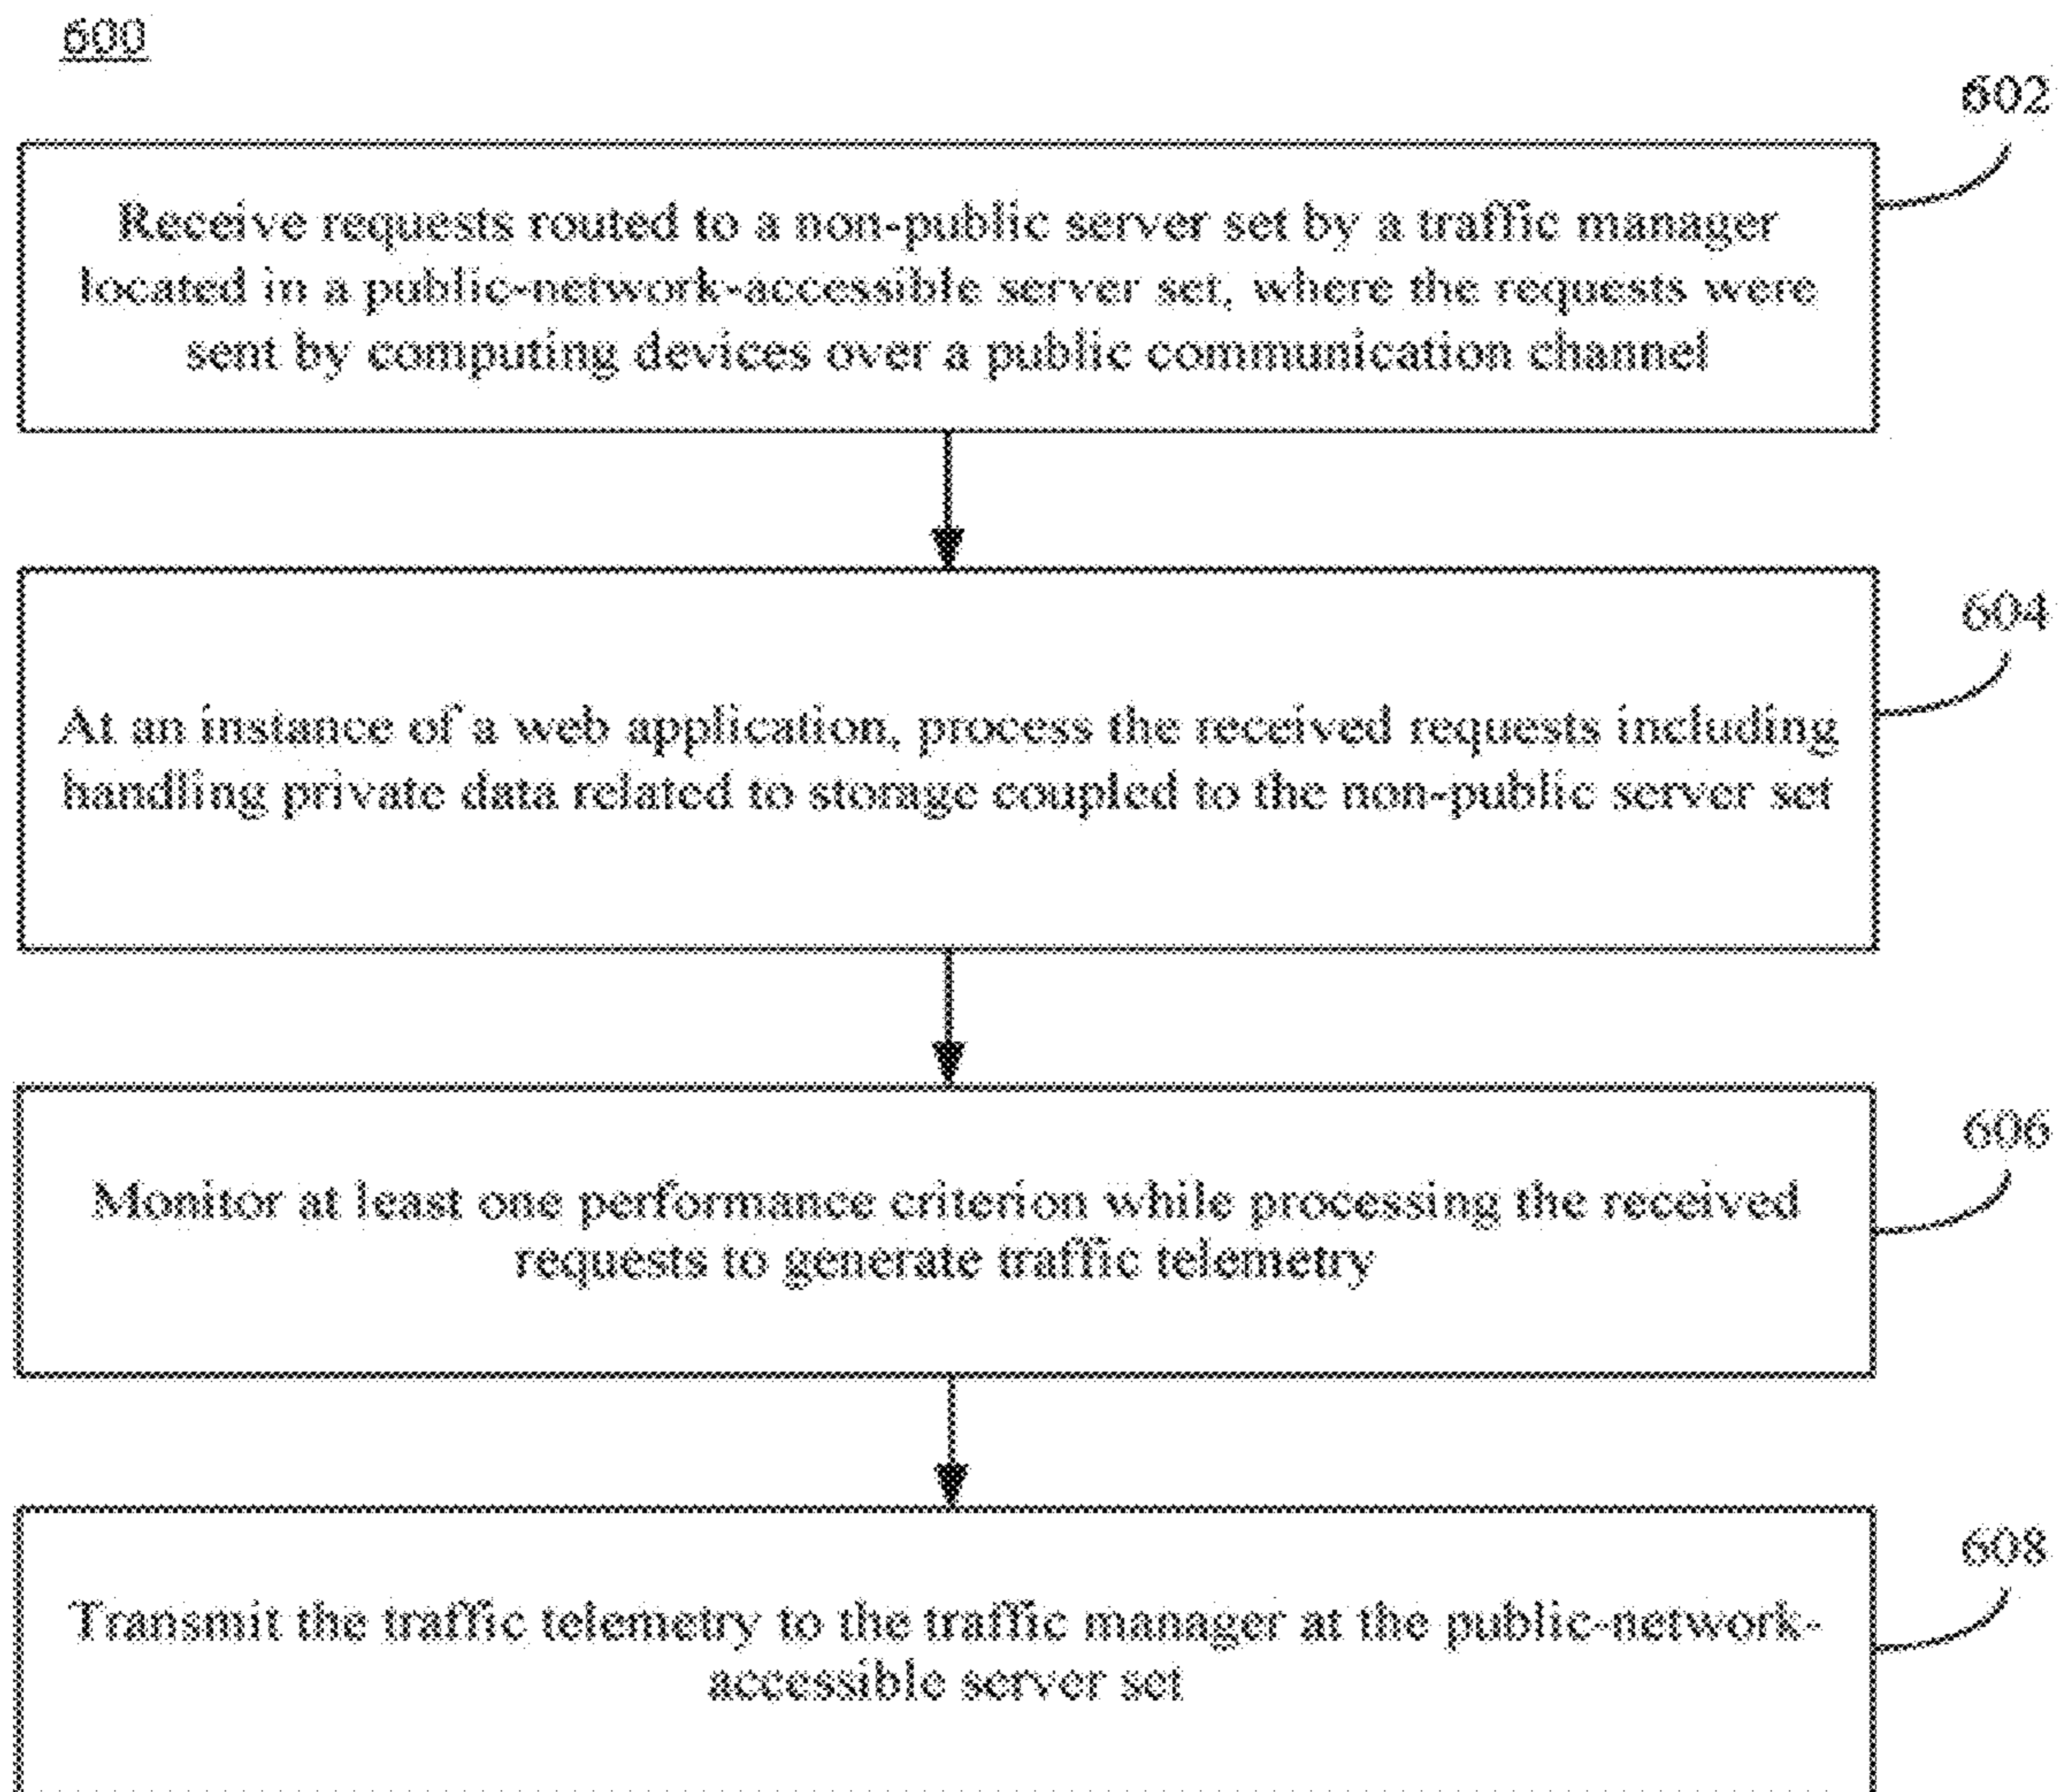 600
602
Receive requests routed to a non-public server set by a traffic manager
located in a public-network-accessible server set, where the requests were
sent by computing devices over a public communication channel
604
At an instance of a web application, process the received requests including
handling private data related to storage coupled to the non-public server set
606
Monitor at least one performance criterion while processing the received
requests to generate traffic telemetry
608
Transmit the traffic telemetry to the traffic manager at the public-network-
accessible server set